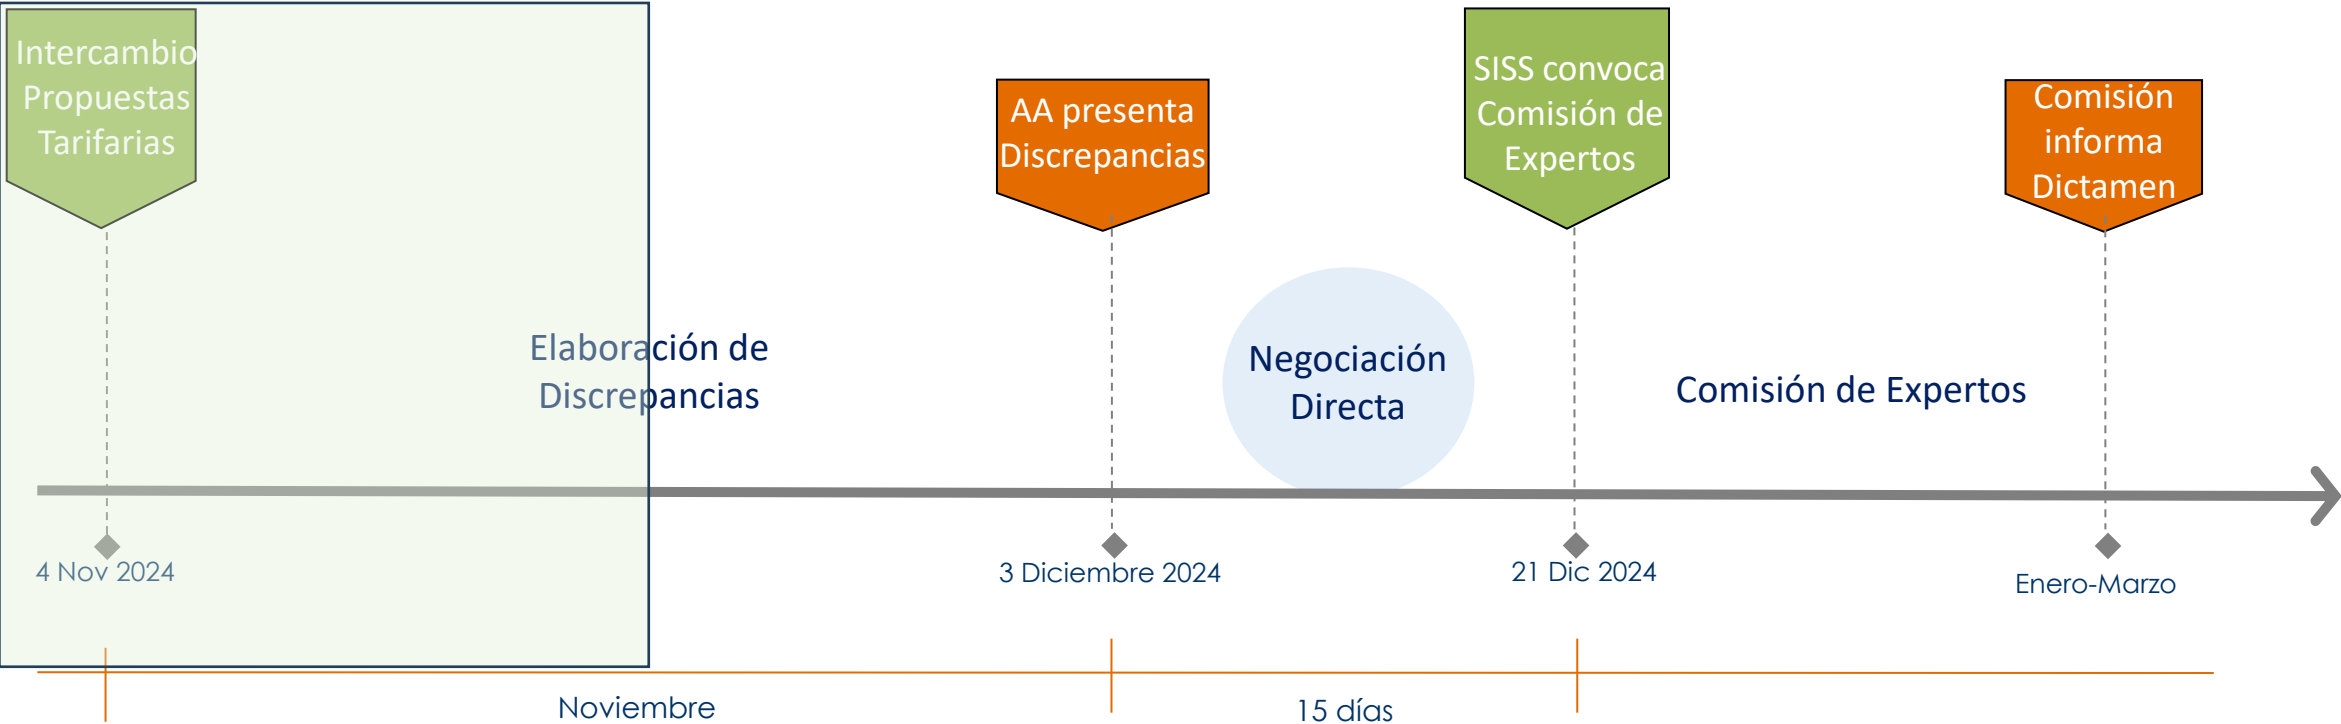 Intercambio
Propuestas
Tarifarias
AA presenta
Discrepancias
SISS convoca
Comisión de
Expertos
Comisión
informa
Dictamen
Elaboración de
Discrepancias
Negociación
Directa
Comisión de Expertos
4 Nov 2024
3 Diciembre 2024
21 Dic 2024
Enero-Marzo
Noviembre
15 días